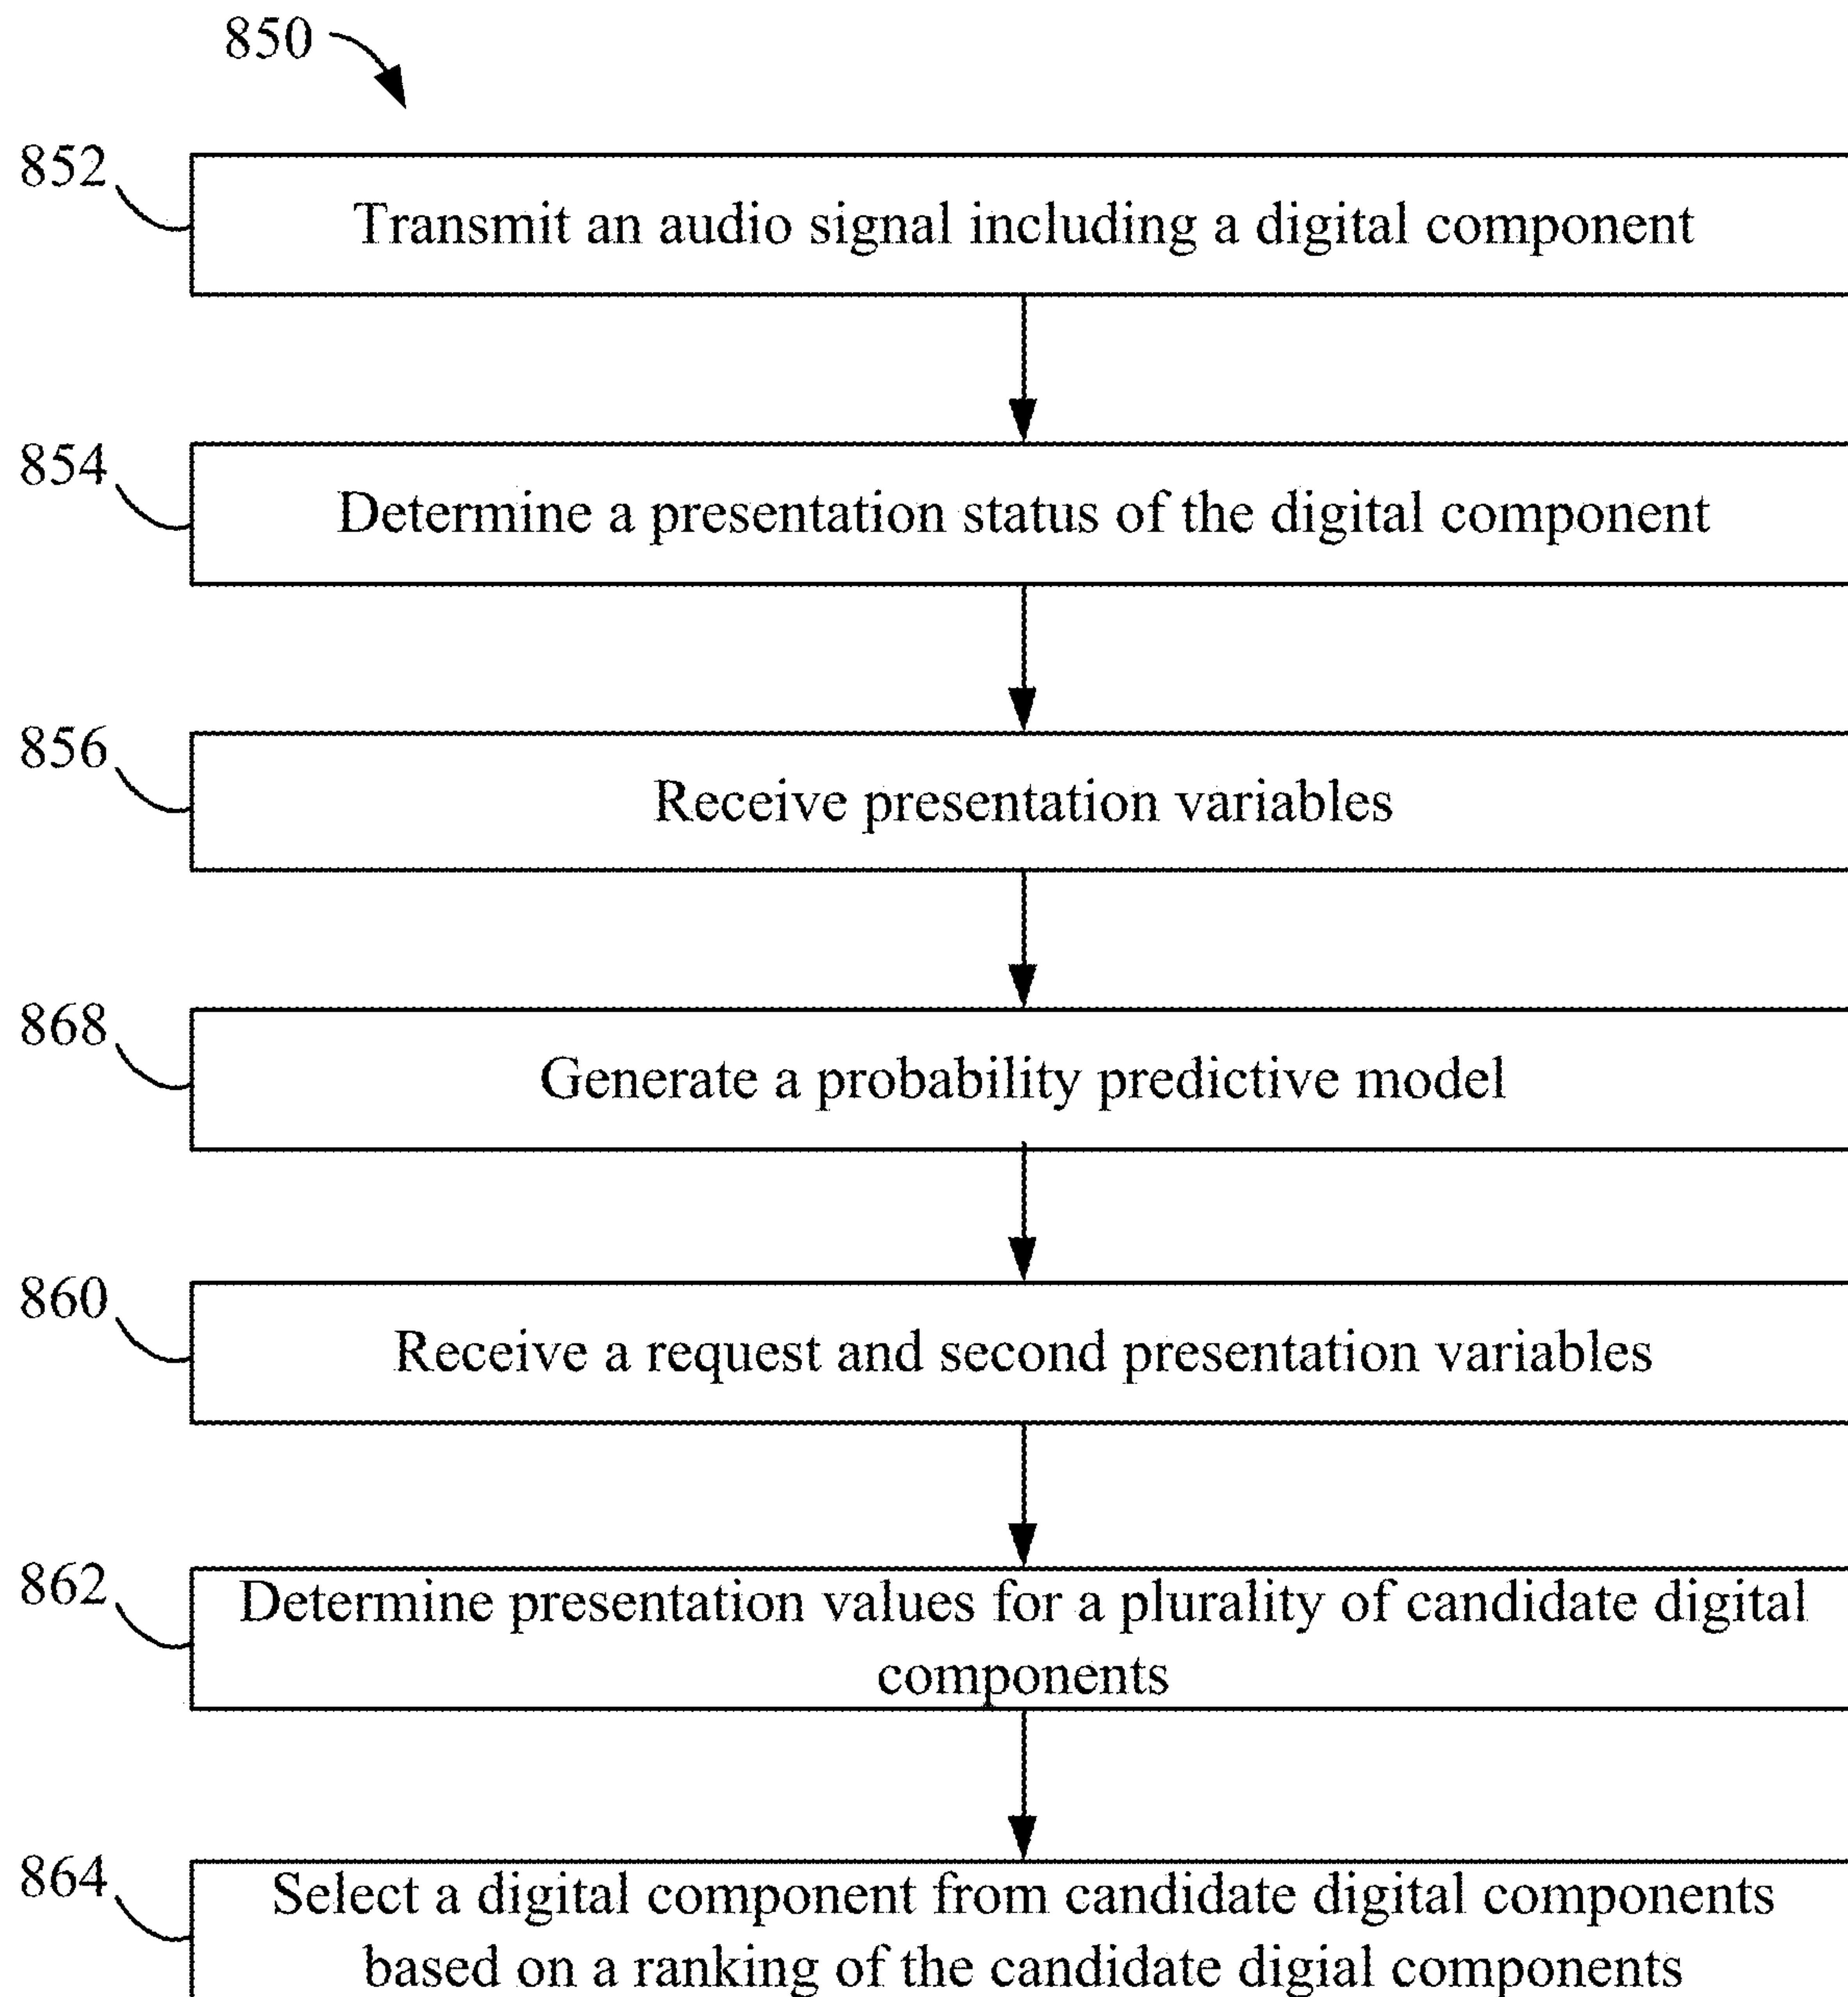 850
852
Transmit an audio signal including a digital component
854
Determine a presentation status of the digital component
856
Receive presentation variables
868
Generate a probability predictive model
860
Receive a request and second presentation variables
862
Determine presentation values for a plurality of candidate digital
components
864
Select a digital component from candidate digital components
based on a ranking of the candidate digial components